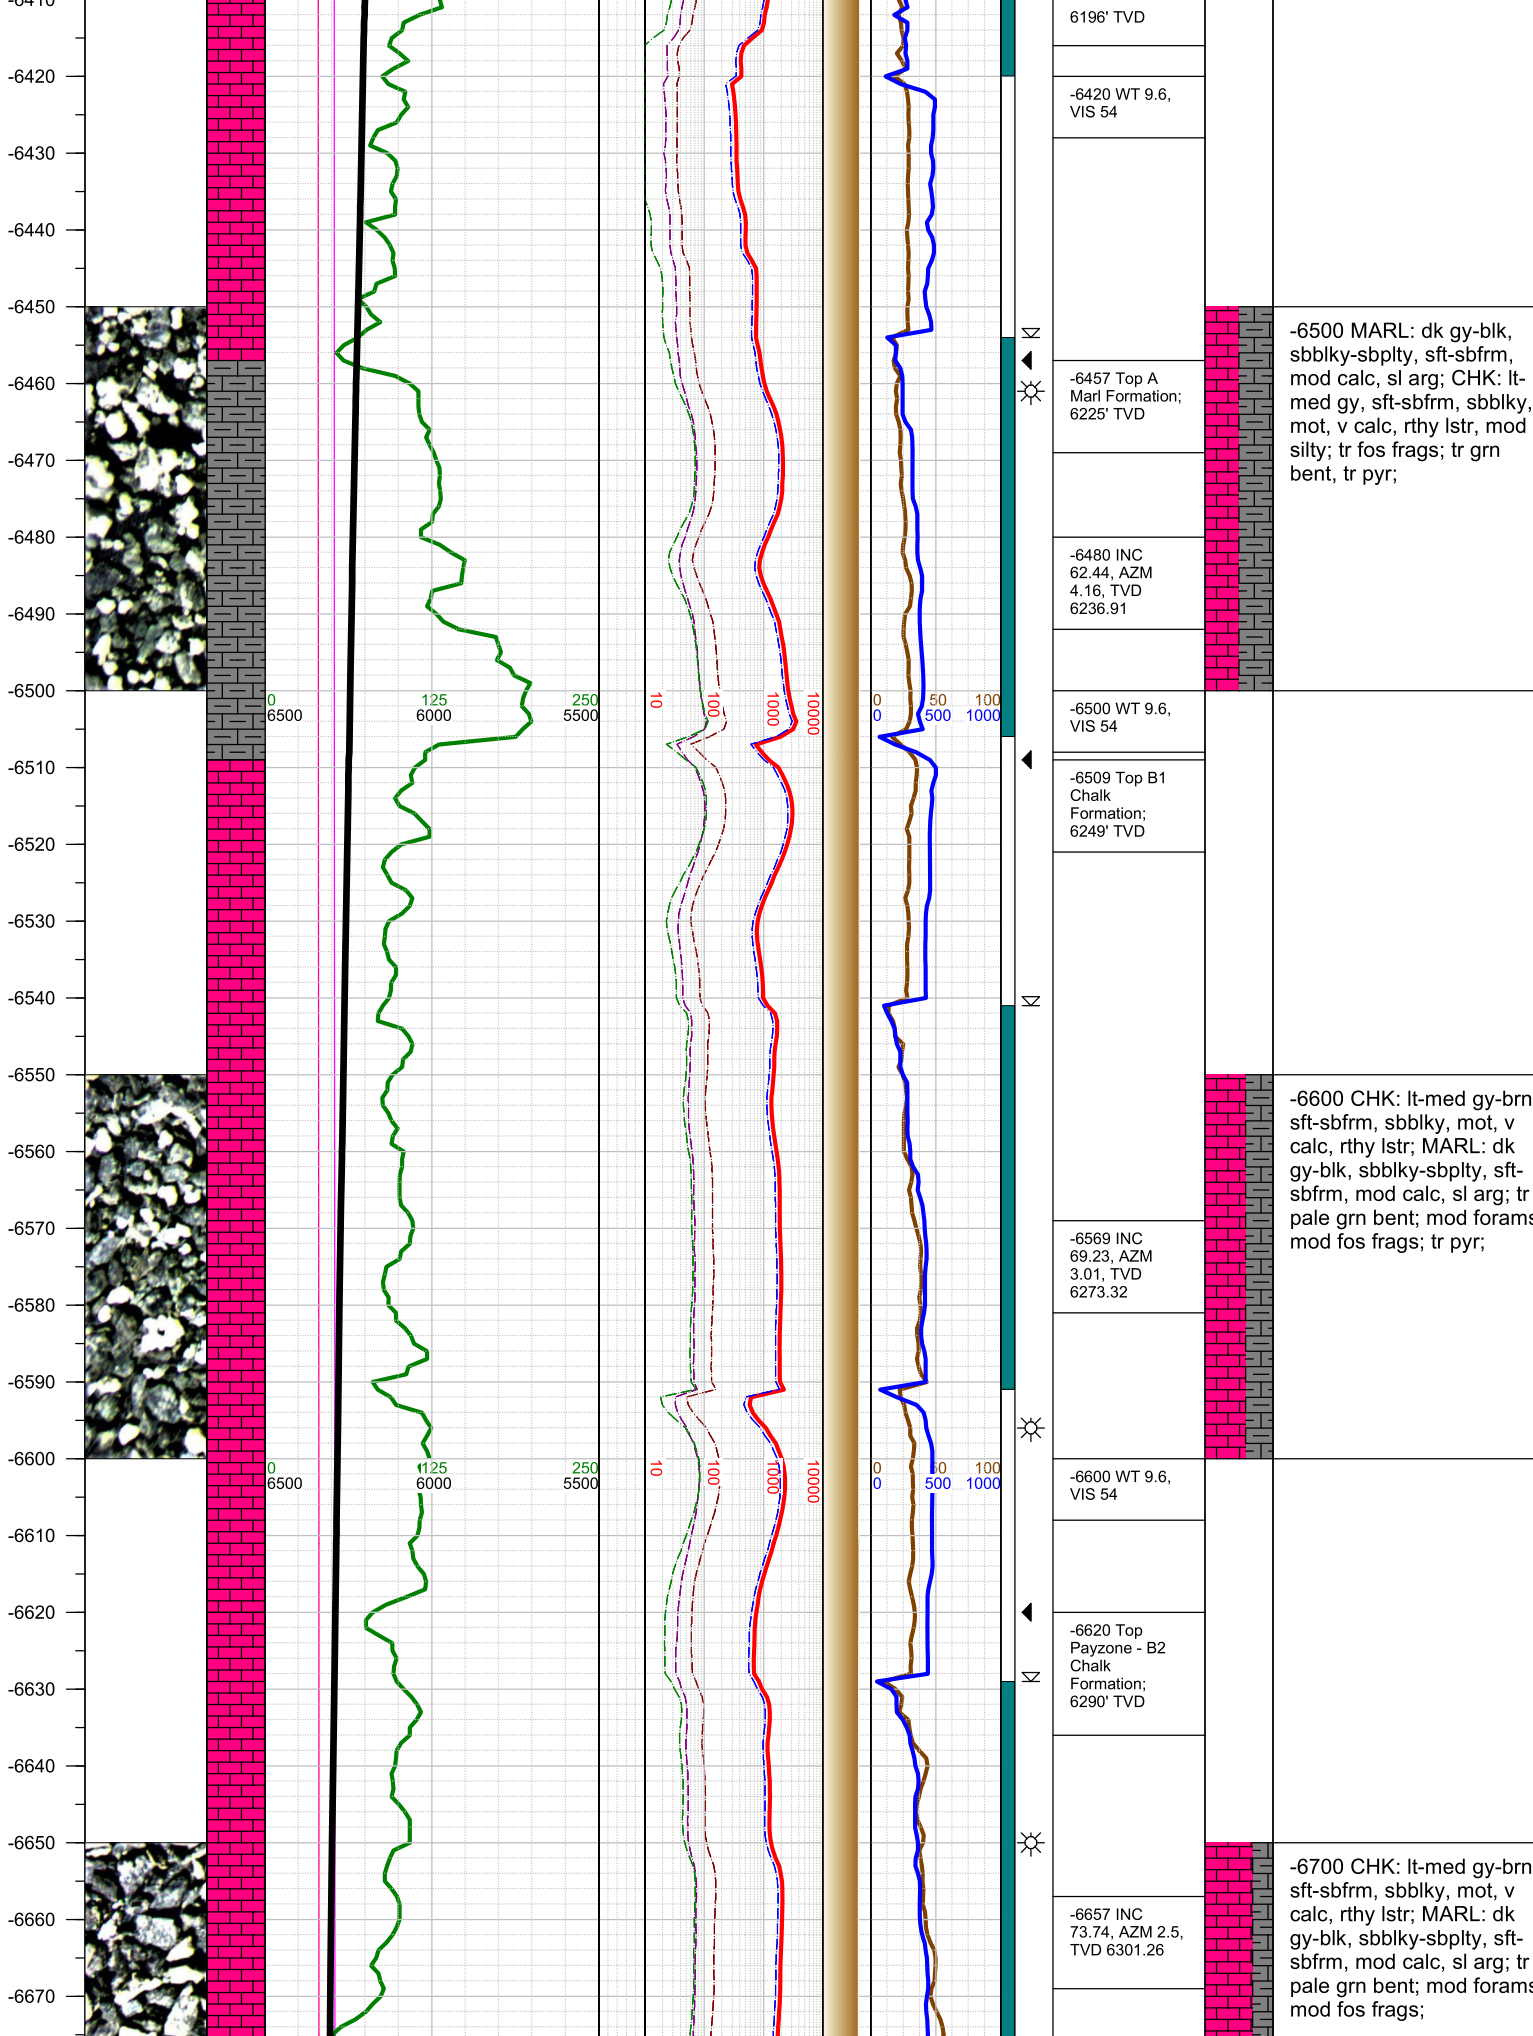 -6410
6196' TVD
-6420
-6420 WT 9.6,
VIS 54
-6430
-6440
-6450
-6500 MARL: dk gy-blk,
sbblky-sbplty, sft-sbfrm,
mod calc, sl arg; CHK: lt-
med gy, sft-sbfrm, sbblky,
mot, v calc, rthy lstr, mod
silty; tr fos frags; tr grn
bent, tr pyr;
-6460
-6457 Top A
Marl Formation;
6225' TVD
-6470
-6480
-6480 INC
62.44, AZM
4.16, TVD
6236.91
-6490
-6500
0 125 250
6500 6000 5500
10 100 1000 10000
0 50 100
0 500 1000
-6500 WT 9.6,
VIS 54
-6510
-6509 Top B1
Chalk
Formation;
6249' TVD
-6520
-6530
-6540
-6550
-6600 CHK: lt-med gy-brn
sft-sbfrm, sbblky, mot, v
calc, rthy lstr; MARL: dk
gy-blk, sbblky-sbplty, sft-
sbfrm, mod calc, sl arg; tr
pale grn bent; mod forams
mod fos frags; tr pyr;
-6560
-6570
-6569 INC
69.23, AZM
3.01, TVD
6273.32
-6580
-6590
-6600
0 125 250
6500 6000 5500
10 100 1000 10000
0 50 100
0 500 1000
-6600 WT 9.6,
VIS 54
-6610
-6620
-6620 Top
Payzone - B2
Chalk
Formation;
6290' TVD
-6630
-6640
-6650
-6700 CHK: lt-med gy-brn
sft-sbfrm, sbblky, mot, v
calc, rthy lstr; MARL: dk
gy-blk, sbblky-sbplty, sft-
sbfrm, mod calc, sl arg; tr
pale grn bent; mod forams
mod fos frags;
-6660
-6657 INC
73.74, AZM 2.5,
TVD 6301.26
-6670